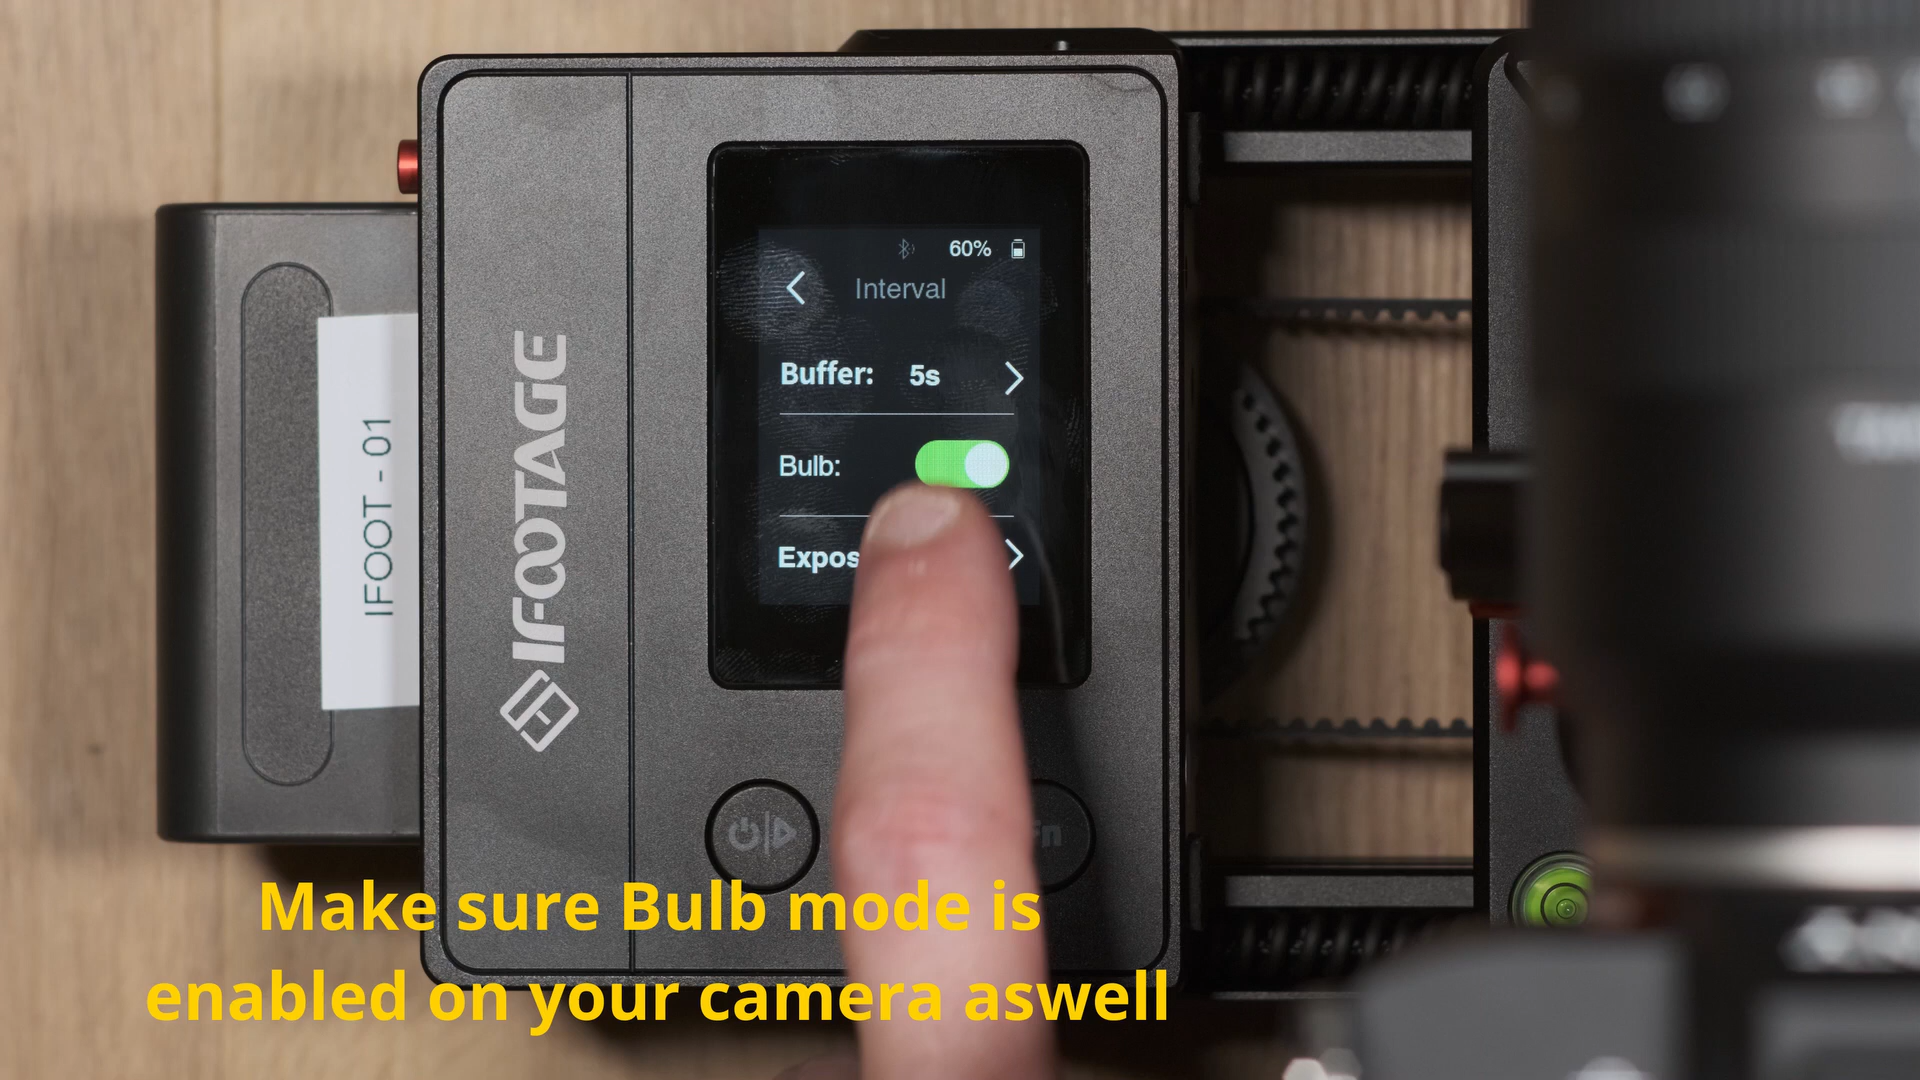 60%
Interval
Buffer: 5s
Bulb:
Expos
IFOOTAGE
IFOOT - 01
Make sure Bulb mode is
enabled on your camera aswell